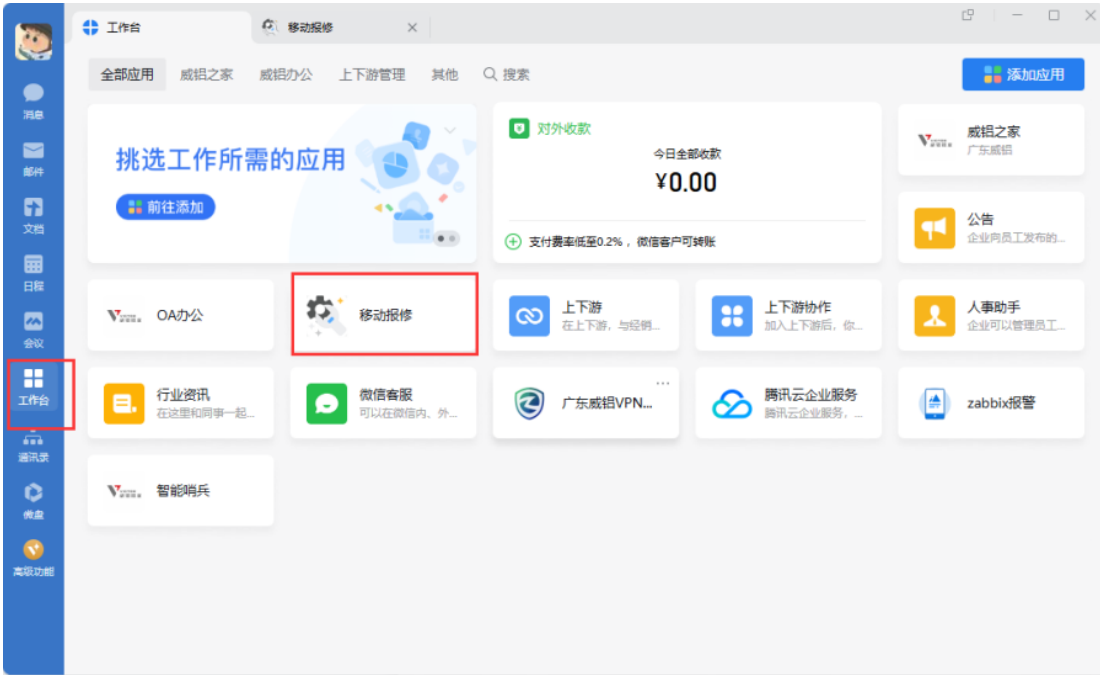 工作台
移动报修
全部应用
威铝之家
威铝办公
上下游管理
其他
搜索
添加应用
消息
邮件
文档
日程
会议
工作台
通讯录
微盘
高级功能
挑选工作所需的应用
前往添加
对外收款
今日全部收款
¥0.00
支付费率低至0.2%，微信客户可转账
威铝之家
广东威铝
公告
企业向员工发布的...
OA办公
移动报修
上下游
在上下游，与经销...
上下游协作
加入上下游后，你...
人事助手
企业可以管理员工...
行业资讯
在这里和同事一起...
微信客服
可以在微信内、外...
广东威铝VPN...
腾讯云企业服务
腾讯云企业服务，...
zabbix报警
智能哨兵